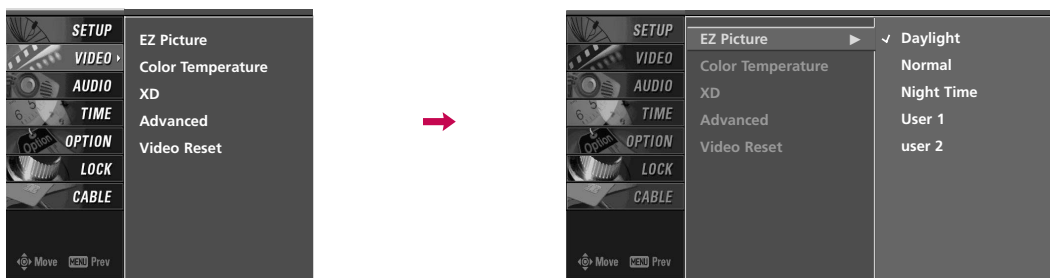 SETUP
VIDEO
AUDIO
TIME
OPTION
LOCK
CABLE
Move MENU Prev
EZ Picture
Color Temperature
XD
Advanced
Video Reset
SETUP
VIDEO
AUDIO
TIME
OPTION
LOCK
CABLE
Move MENU Prev
EZ Picture
Color Temperature
XD
Advanced
Video Reset
Daylight
Normal
Night Time
User 1
user 2